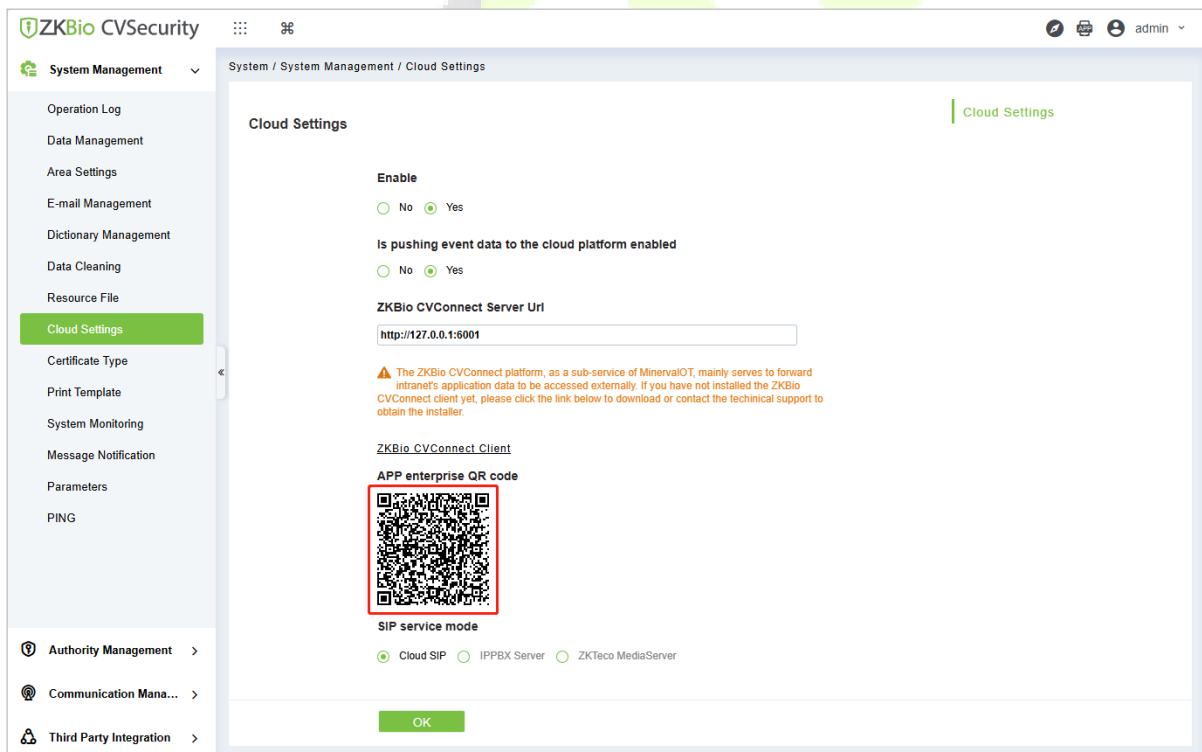 ZKBio CVSecurity
APP
admin
System Management
System / System Management / Cloud Settings
Operation Log
Data Management
Area Settings
E-mail Management
Dictionary Management
Data Cleaning
Resource File
Cloud Settings
Certificate Type
Print Template
System Monitoring
Message Notification
Parameters
PING
Authority Management
Communication Mana...
Third Party Integration
Cloud Settings
Cloud Settings
Enable
No Yes
Is pushing event data to the cloud platform enabled
No Yes
ZKBio CVConnect Server Url
http://127.0.0.1:6001
The ZKBio CVConnect platform, as a sub-service of MinervaIOT, mainly serves to forward
intranet's application data to be accessed externally. If you have not installed the ZKBio
CVConnect client yet, please click the link below to download or contact the techinical support to
obtain the installer.
ZKBio CVConnect Client
APP enterprise QR code
SIP service mode
Cloud SIP IPPBX Server ZKTeco MediaServer
OK